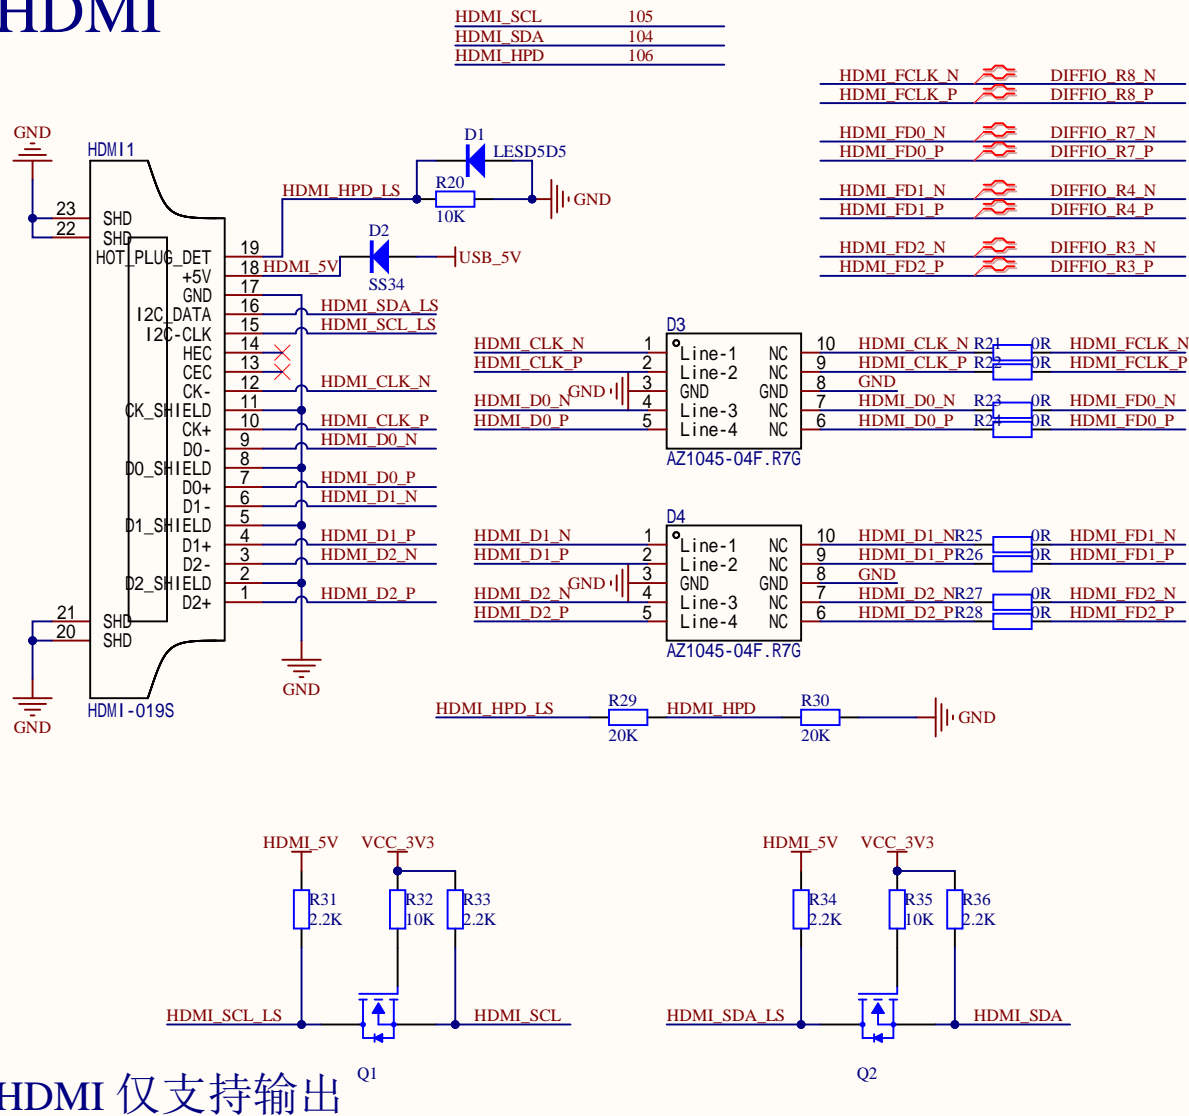 HDMI
HDMI_SCL 105
HDMI_SDA 104
HDMI_HPD 106
HDMI_FCLK_N DIFFIO_R8_N
HDMI_FCLK_P DIFFIO_R8_P
HDMI_FD0_N DIFFIO_R7_N
HDMI_FD0_P DIFFIO_R7_P
HDMI_FD1_N DIFFIO_R4_N
HDMI_FD1_P DIFFIO_R4_P
HDMI_FD2_N DIFFIO_R3_N
HDMI_FD2_P DIFFIO_R3_P
GND
HDMI1
23 SHD
22 SHD
HOT_PLUG_DET 19 HDMI_HPD_LS
+5V 18 HDMI_5V
GND 17
I2C_DATA 16 HDMI_SDA_LS
I2C-CLK 15 HDMI_SCL_LS
HEC 14
CEC 13
CK- 12 HDMI_CLK_N
CK_SHIELD 11
CK+ 10 HDMI_CLK_P
D0- 9 HDMI_D0_N
D0_SHIELD 8
D0+ 7 HDMI_D0_P
D1- 6 HDMI_D1_N
D1_SHIELD 5
D1+ 4 HDMI_D1_P
D2- 3 HDMI_D2_N
D2_SHIELD 2
D2+ 1 HDMI_D2_P
21 SHD
20 SHD
HDMI-019S
GND
GND
D1
LESD5D5
R20
10K
GND
D2
SS34
USB_5V
D3
HDMI_CLK_N 1 Line-1 NC 10 HDMI_CLK_N R21 0R HDMI_FCLK_N
HDMI_CLK_P 2 Line-2 NC 9 HDMI_CLK_P R22 0R HDMI_FCLK_P
GND 3 GND GND 8 GND
HDMI_D0_N 4 Line-3 NC 7 HDMI_D0_N R23 0R HDMI_FD0_N
HDMI_D0_P 5 Line-4 NC 6 HDMI_D0_P R24 0R HDMI_FD0_P
AZ1045-04F.R7G
D4
HDMI_D1_N 1 Line-1 NC 10 HDMI_D1_N R25 0R HDMI_FD1_N
HDMI_D1_P 2 Line-2 NC 9 HDMI_D1_P R26 0R HDMI_FD1_P
GND 3 GND GND 8 GND
HDMI_D2_N 4 Line-3 NC 7 HDMI_D2_N R27 0R HDMI_FD2_N
HDMI_D2_P 5 Line-4 NC 6 HDMI_D2_P R28 0R HDMI_FD2_P
AZ1045-04F.R7G
HDMI_HPD_LS R29 HDMI_HPD R30 GND
20K 20K
HDMI_5V VCC_3V3
R31 R32 R33
2.2K 10K 2.2K
HDMI_SCL_LS HDMI_SCL
Q1
HDMI_5V VCC_3V3
R34 R35 R36
2.2K 10K 2.2K
HDMI_SDA_LS HDMI_SDA
Q2
HDMI 仅支持输出